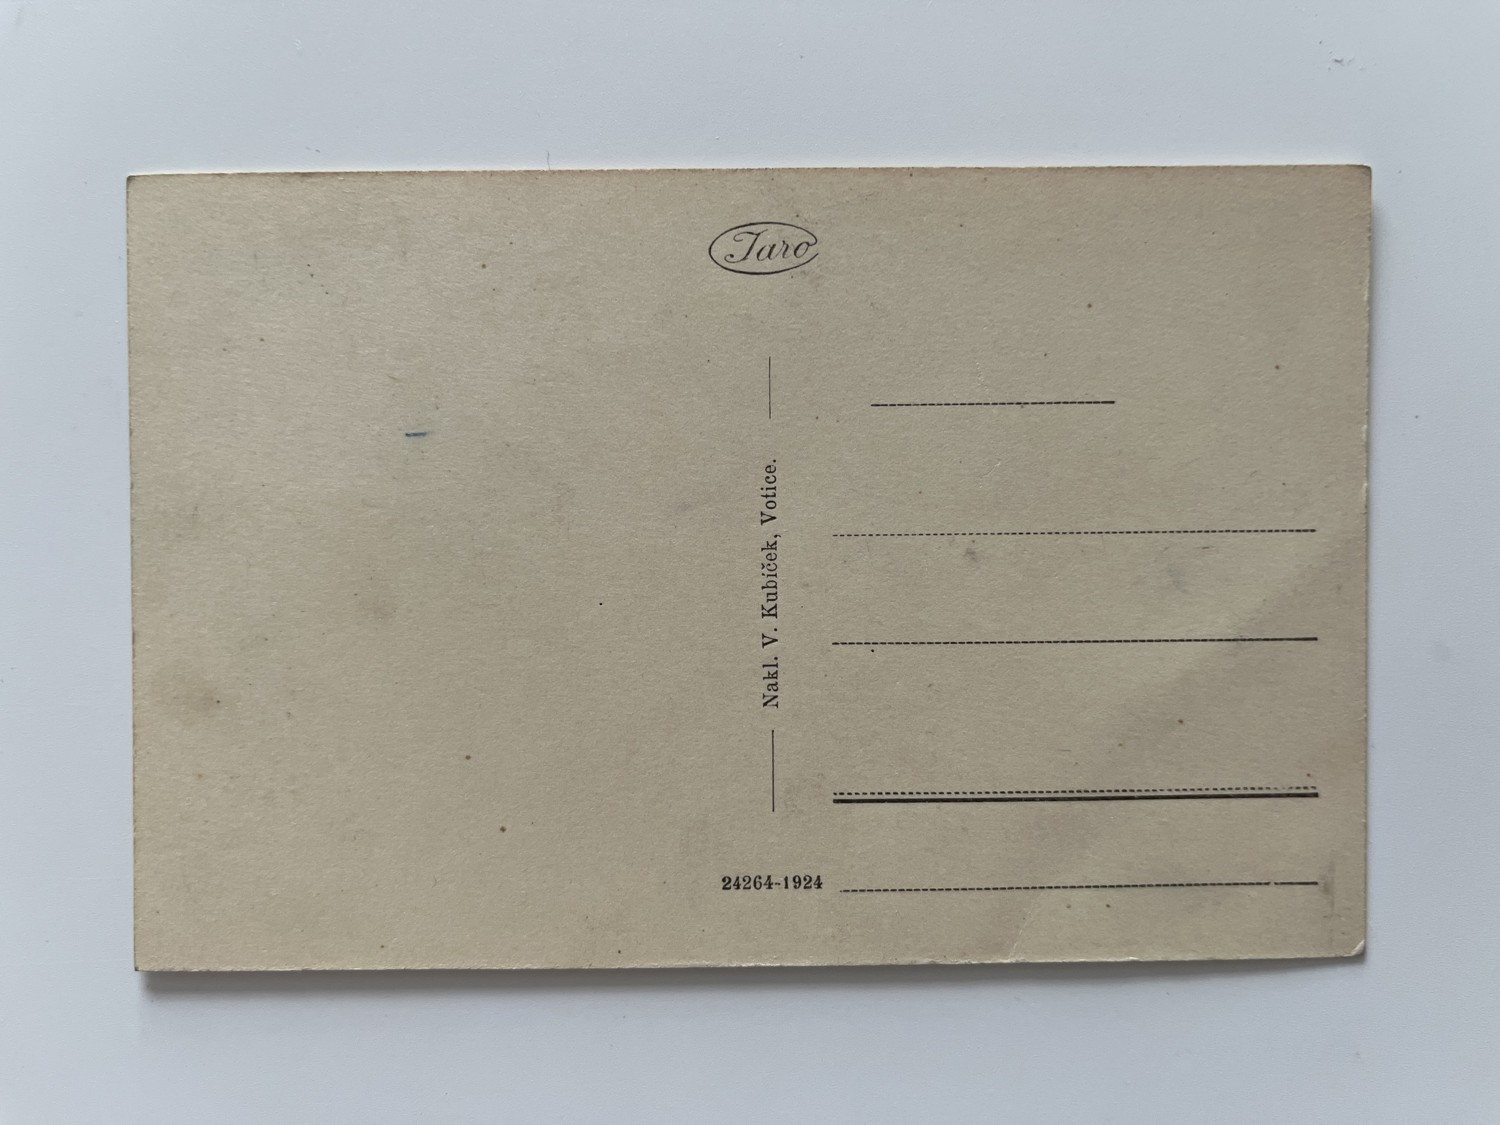 Jaro
Nakl. V. Kubíček, Votice.
24264-1924